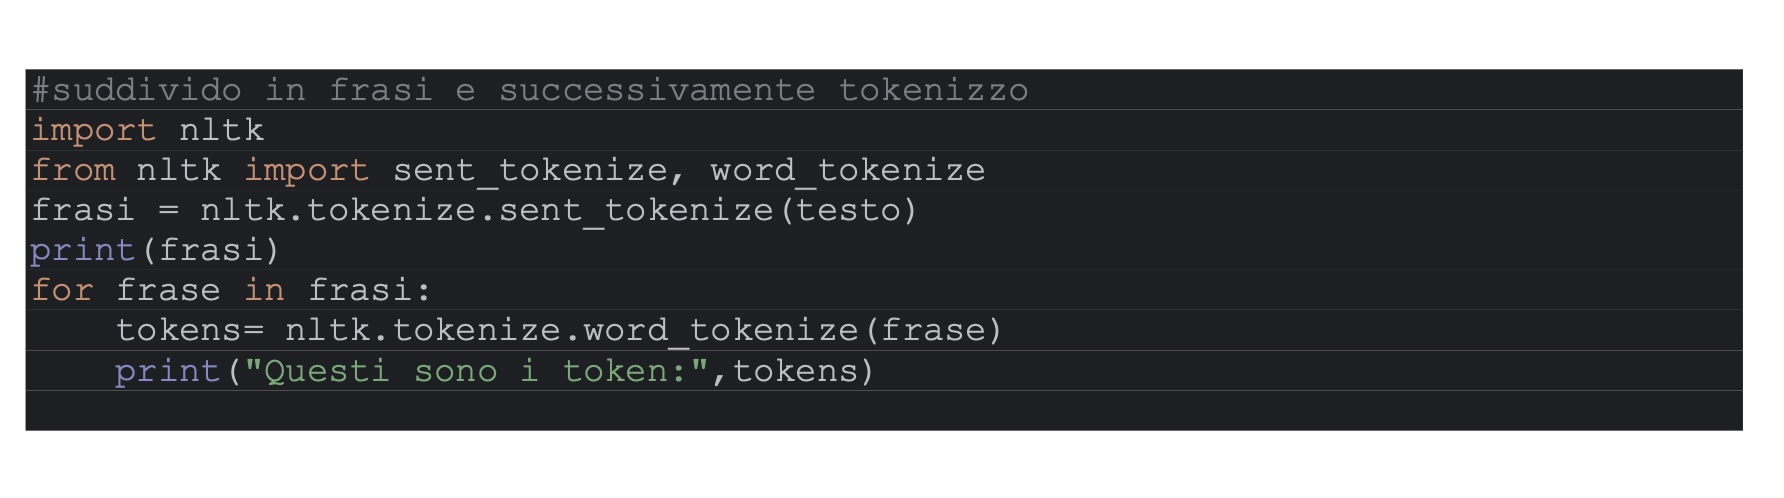 #suddivido in frasi e successivamente tokenizzo
import nltk
from nltk import sent_tokenize, word_tokenize
frasi = nltk.tokenize.sent_tokenize(testo)
print(frasi)
for frase in frasi:
    tokens= nltk.tokenize.word_tokenize(frase)
    print("Questi sono i token:",tokens)